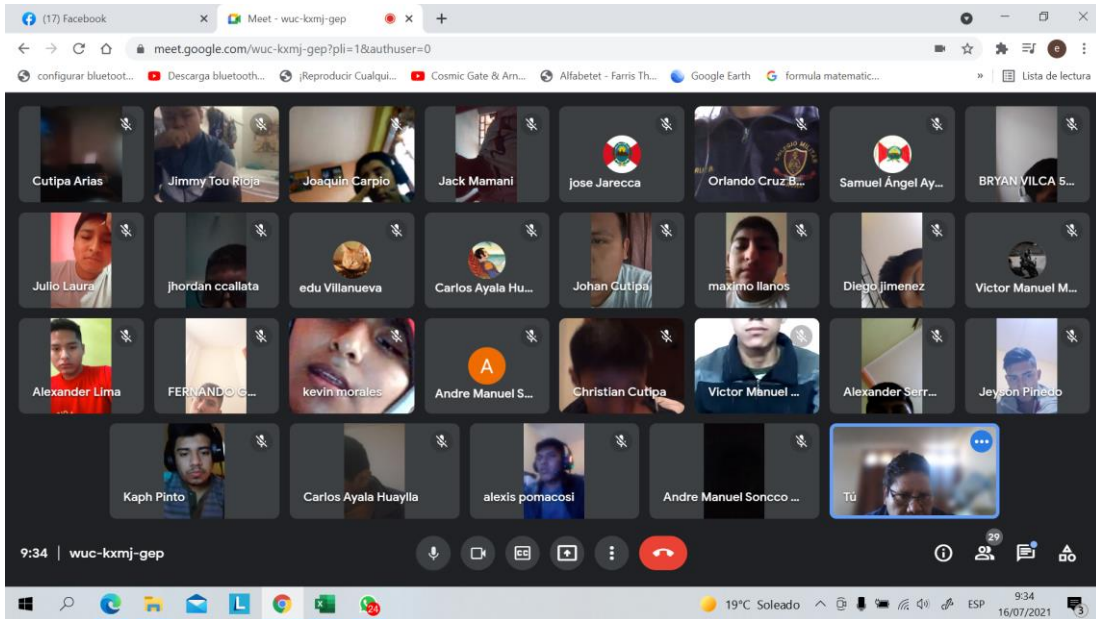 (17) Facebook
Meet - wuc-kxmj-gep
meet.google.com/wuc-kxmj-gep?pli=1&authuser=0
e
configurar bluetoot...
Descarga bluetooth...
¡Reproducir Cualqui...
Cosmic Gate & Arn...
Alfabetet - Farris Th...
Google Earth
G formula matematic...
»
Lista de lectura
Cutipa Arias
Jimmy Tou Rioja
Joaquin Carpio
Jack Mamani
jose Jarecca
Orlando Cruz B...
Samuel Ángel Ay...
BRYAN VILCA 5...
Julio Laura
jhordan ccallata
edu Villanueva
Carlos Ayala Hu...
Johan Cutipa
maximo llanos
Diego jimenez
Victor Manuel M...
Alexander Lima
FERNANDO G...
kevin morales
A
Andre Manuel S...
Christian Cutipa
Victor Manuel ...
Alexander Serr...
Jeyson Pinedo
Kaph Pinto
Carlos Ayala Huaylla
alexis pomacosi
Andre Manuel Soncco ...
Tú
9:34 | wuc-kxmj-gep
CC
29
L
19°C Soleado
ESP
9:34
16/07/2021
3